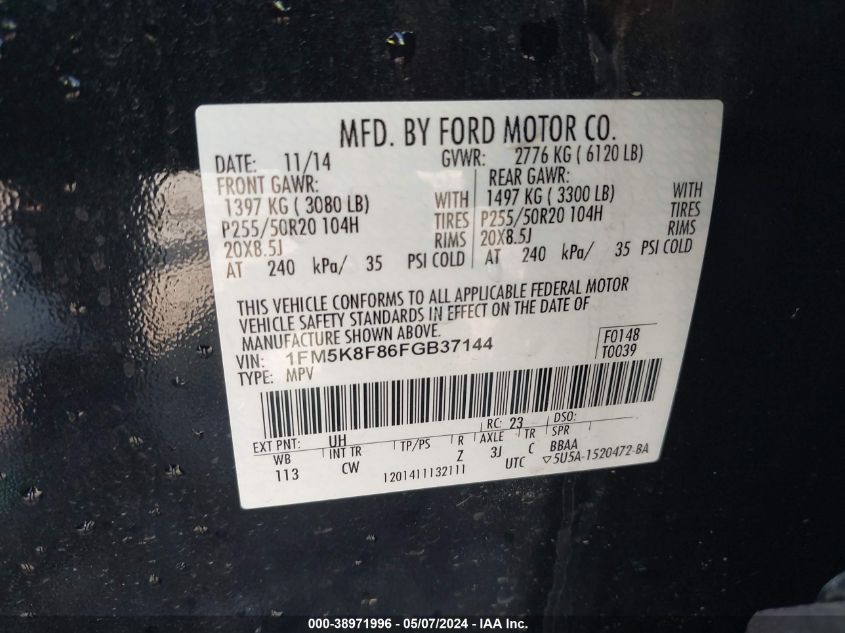 MFD. BY FORD MOTOR CO.
DATE: 11/14 GVWR: 2776 KG ( 6120 LB)
FRONT GAWR: REAR GAWR:
1397 KG ( 3080 LB) WITH 1497 KG ( 3300 LB) WITH
P255/50R20 104H TIRES P255/50R20 104H TIRES
20X8.5J RIMS 20X8.5J RIMS
AT 240 kPa/ 35 PSI COLD AT 240 kPa/ 35 PSI COLD
THIS VEHICLE CONFORMS TO ALL APPLICABLE FEDERAL MOTOR
VEHICLE SAFETY STANDARDS IN EFFECT ON THE DATE OF
MANUFACTURE SHOWN ABOVE.
VIN: 1FM5K8F86FGB37144 F0148
TYPE: MPV T0039
EXT PNT: UH RC: 23 DSO:
WB INT TR TP/PS R AXLE TR SPR
113 CW Z 3J C BBAA
1201411132111 UTC ▽5U5A-1520472-BA
000-38971996 - 05/07/2024 - IAAI.com